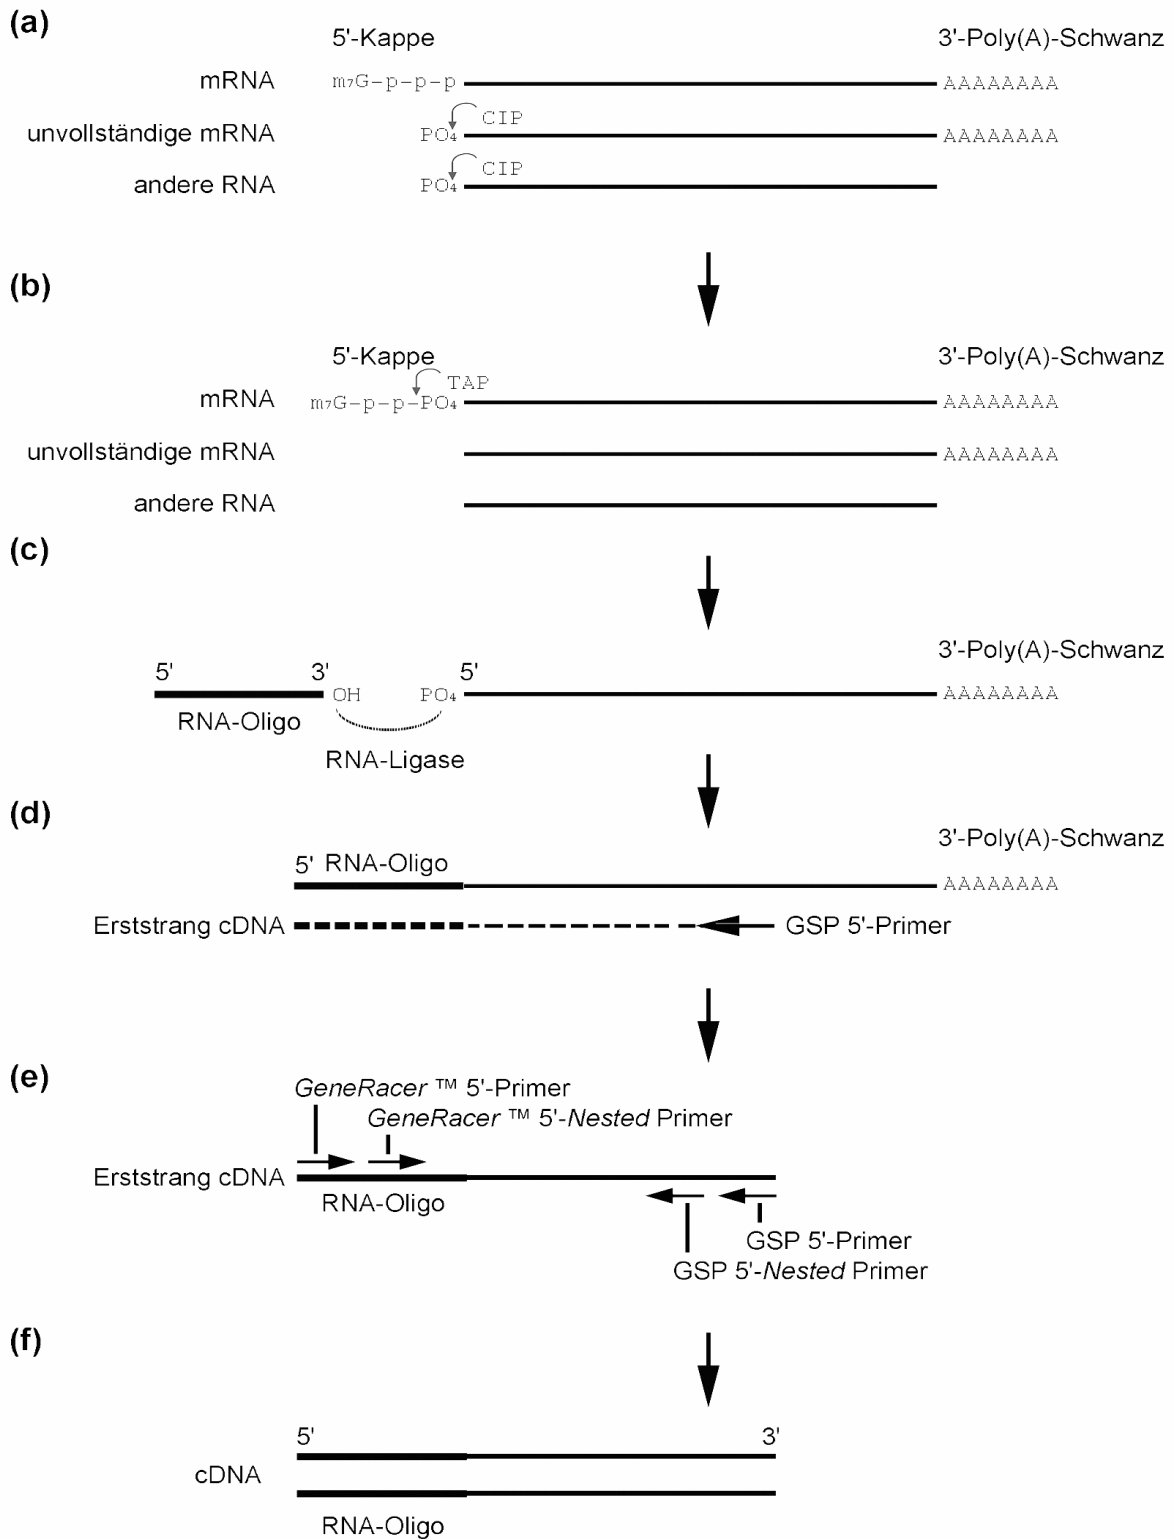 (a)
5'-Kappe 3'-Poly(A)-Schwanz
mRNA m₇G-p-p-p AAAAAAAA
CIP
unvollständige mRNA PO₄ AAAAAAAA
CIP
andere RNA PO₄
(b)
5'-Kappe 3'-Poly(A)-Schwanz
TAP
mRNA m₇G-p-p-PO₄ AAAAAAAA
unvollständige mRNA AAAAAAAA
andere RNA
(c)
3'-Poly(A)-Schwanz
5' 3' 5'
OH PO₄ AAAAAAAA
RNA-Oligo
RNA-Ligase
(d)
3'-Poly(A)-Schwanz
5' RNA-Oligo
AAAAAAAA
Erststrang cDNA GSP 5'-Primer
(e)
GeneRacer ™ 5'-Primer
GeneRacer ™ 5'-Nested Primer
Erststrang cDNA
RNA-Oligo
GSP 5'-Primer
GSP 5'-Nested Primer
(f)
5' 3'
cDNA
RNA-Oligo